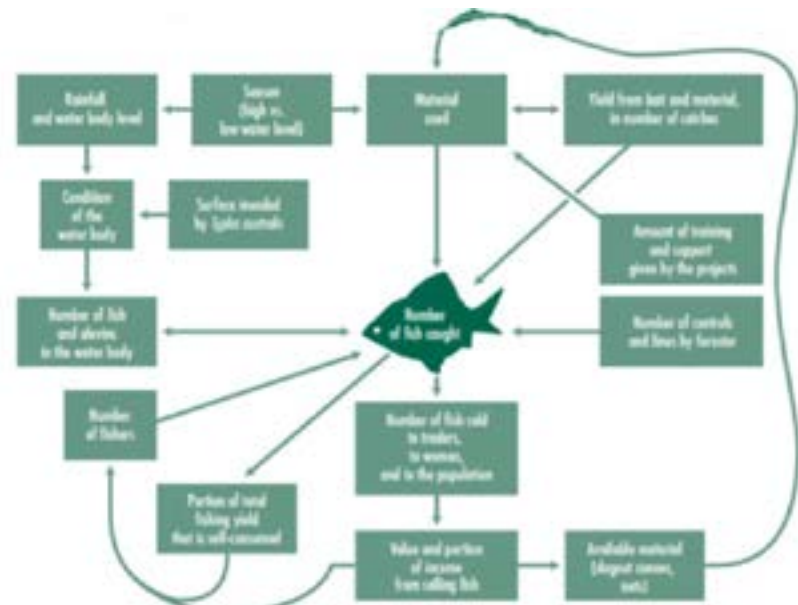 Rainfall
and water body level
Season
(high vs.
low water level)
Material
used
Yield from boat and material,
in number of catches
Condition
of the
water body
Surface invaded
by Typha australis
Amount of training
and support
given by the projects
Number of fish
and alevins
in the water body
Number
of fish caught
Number of controls
and fines by forester
Number
of fishers
Number of fish sold
to traders,
to women,
and to the population
Portion of total
fishing yield
that is self-consumed
Value and portion
of income
from selling fish
Available material
(dugout canoes,
nets)